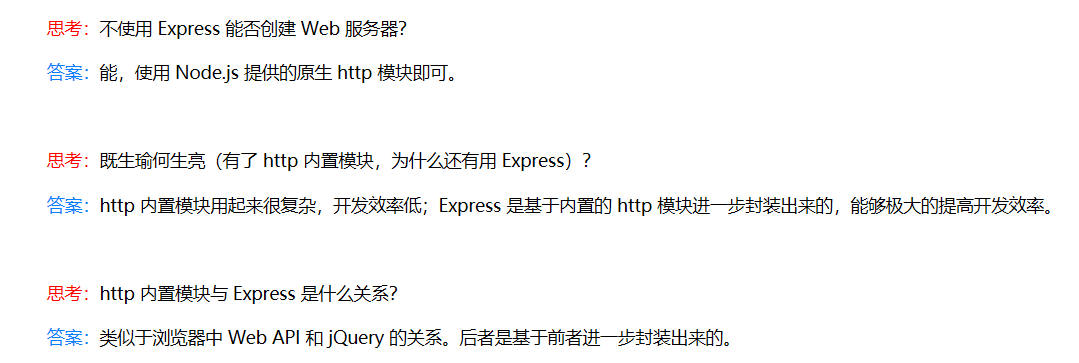 思考：不使用 Express 能否创建 Web 服务器？
答案：能，使用 Node.js 提供的原生 http 模块即可。
思考：既生瑜何生亮（有了 http 内置模块，为什么还有用 Express）？
答案：http 内置模块用起来很复杂，开发效率低；Express 是基于内置的 http 模块进一步封装出来的，能够极大的提高开发效率。
思考：http 内置模块与 Express 是什么关系？
答案：类似于浏览器中 Web API 和 jQuery 的关系。后者是基于前者进一步封装出来的。